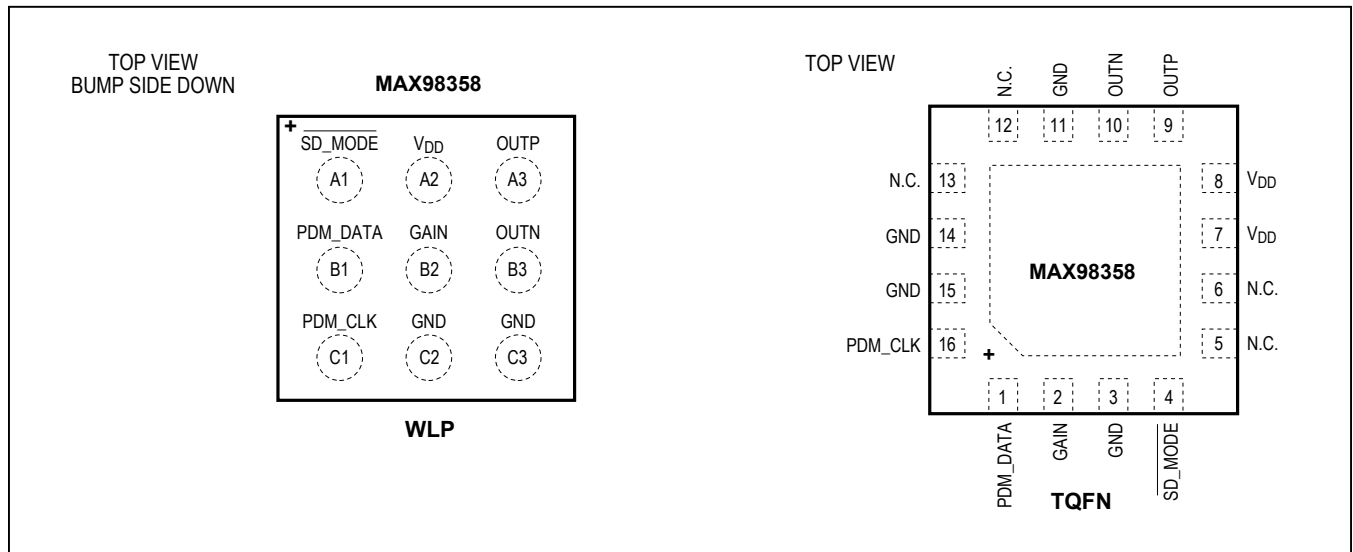 TOP VIEW
BUMP SIDE DOWN
MAX98358
+
SD_MODE VDD OUTP
A1 A2 A3
PDM_DATA GAIN OUTN
B1 B2 B3
PDM_CLK GND GND
C1 C2 C3
WLP
TOP VIEW
N.C. GND OUTN OUTP
12 11 10 9
N.C. 13
GND 14
GND 15
PDM_CLK 16
8 VDD
7 VDD
6 N.C.
5 N.C.
MAX98358
+
1 2 3 4
PDM_DATA GAIN GND SD_MODE
TQFN